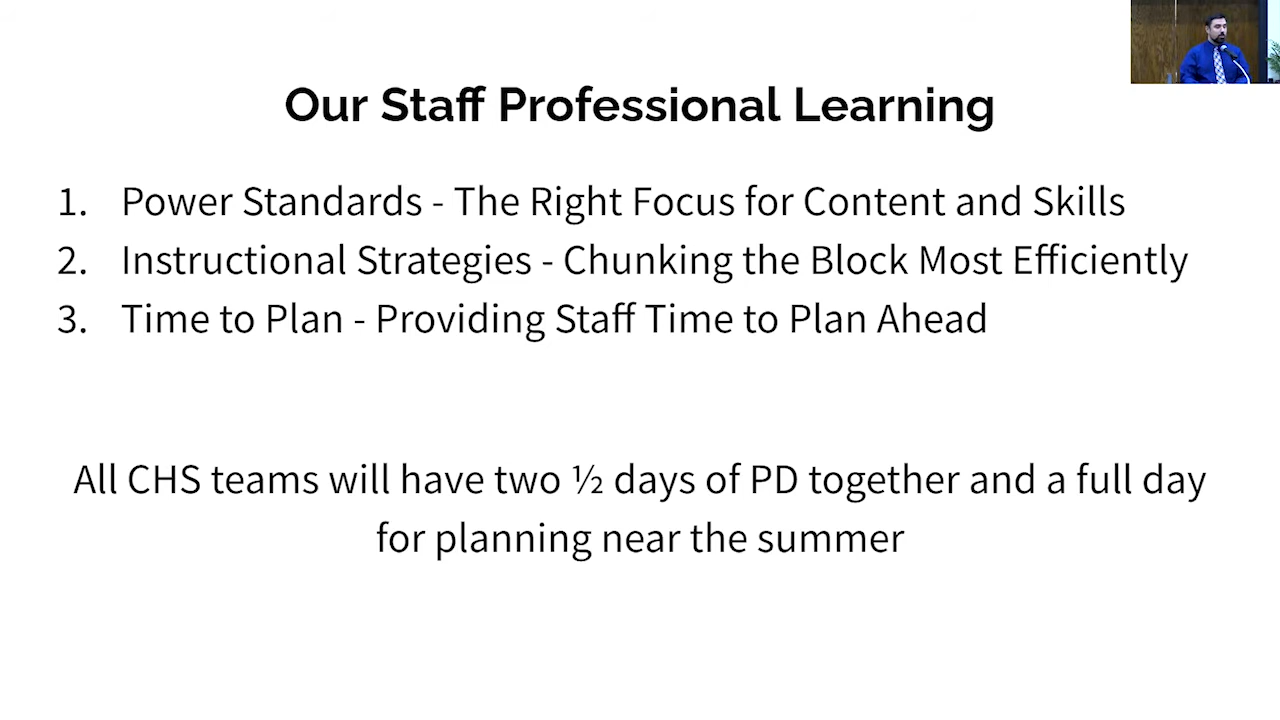 Our Staff Professional Learning
1. Power Standards - The Right Focus for Content and Skills
2. Instructional Strategies - Chunking the Block Most Efficiently
3. Time to Plan - Providing Staff Time to Plan Ahead
All CHS teams will have two ½ days of PD together and a full day
for planning near the summer